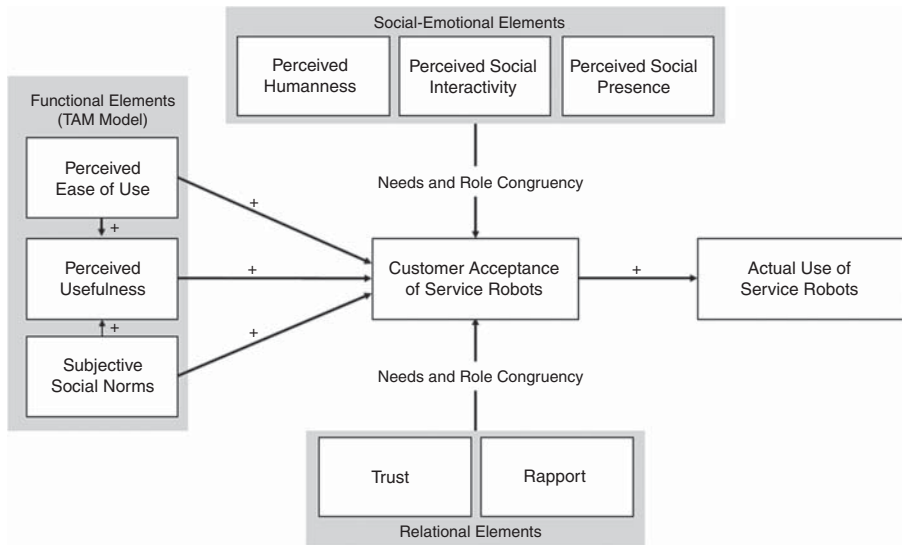 Social-Emotional Elements
Perceived
Humanness
Perceived Social
Interactivity
Perceived Social
Presence
Functional Elements
(TAM Model)
Perceived
Ease of Use
+
Perceived
Usefulness
+
Subjective
Social Norms
+
+
+
Needs and Role Congruency
Customer Acceptance
of Service Robots
+
Actual Use of
Service Robots
Needs and Role Congruency
Trust
Rapport
Relational Elements